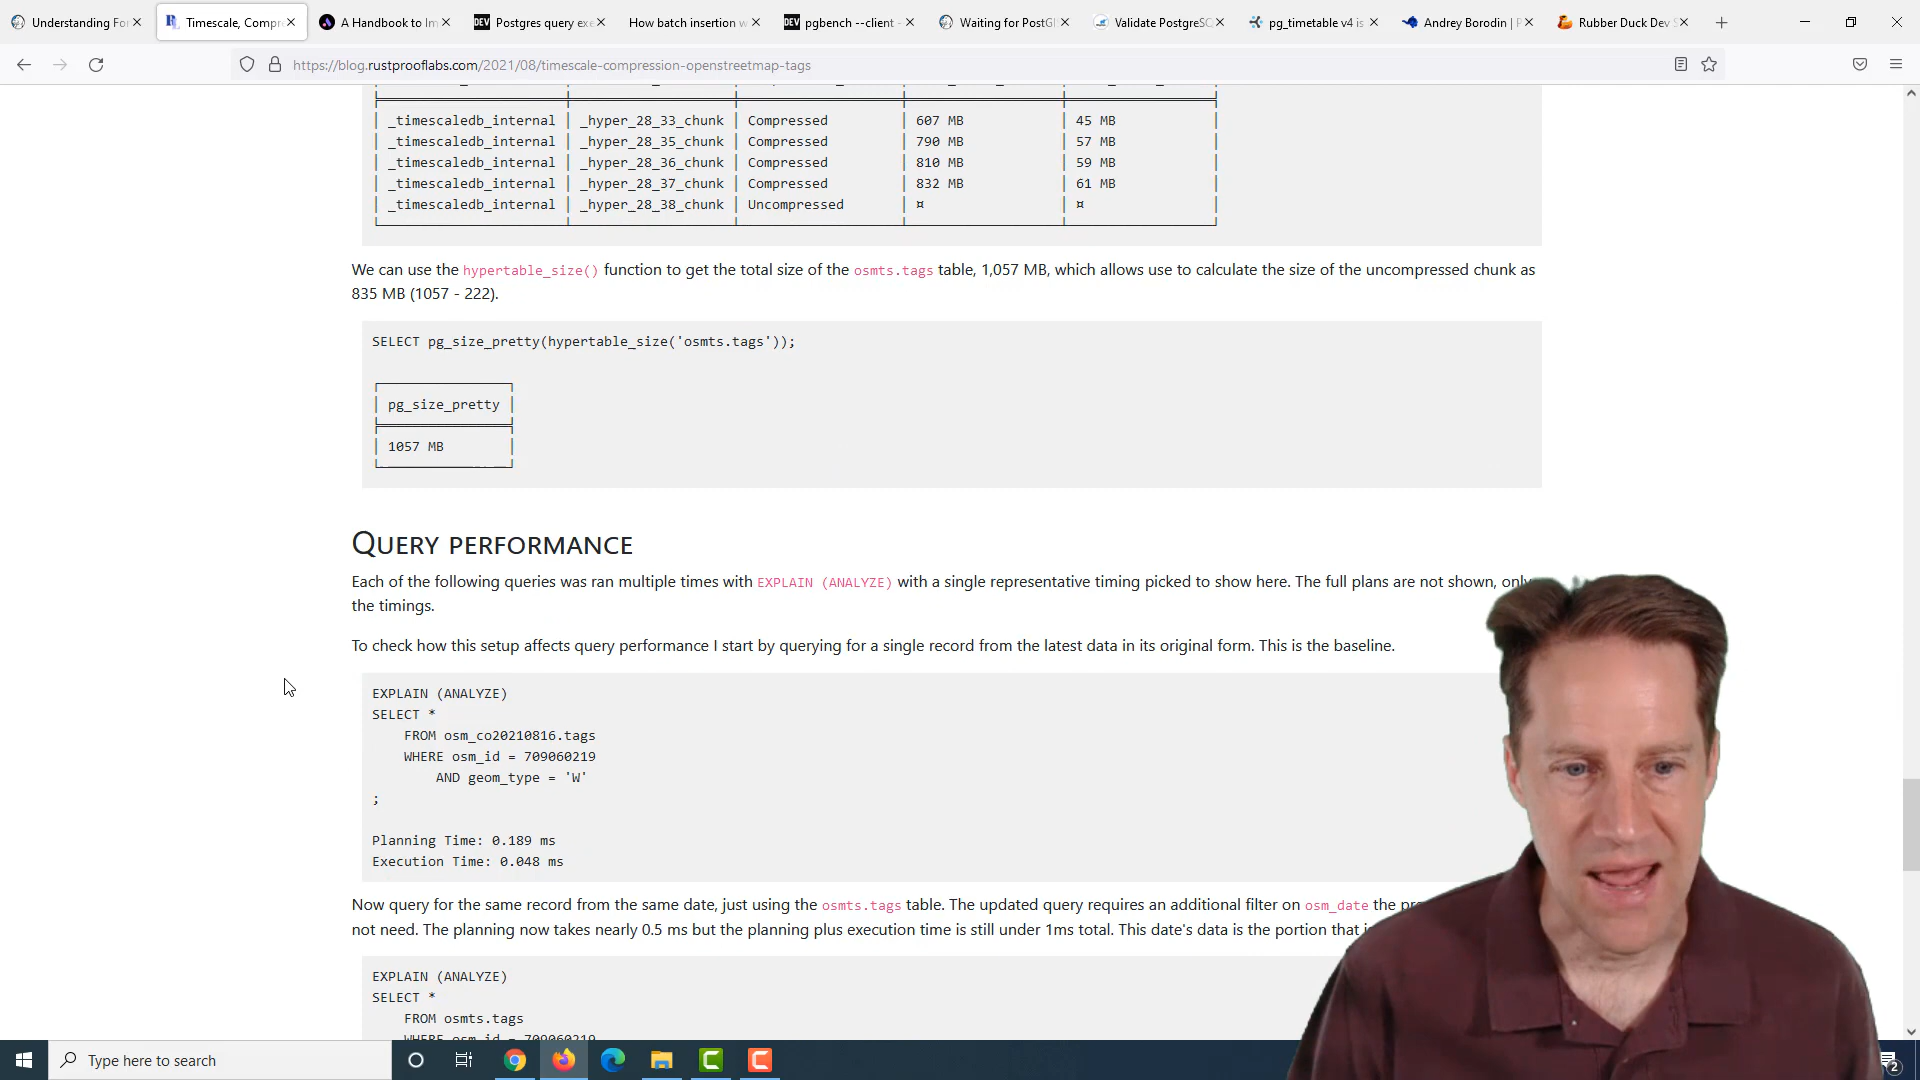 Understanding For
Timescale, Compr
A Handbook to Im
Postgres query exe
How batch insertion w
pgbench --client -
Waiting for PostG
Validate PostgreSQ
pg_timetable v4 is
Andrey Borodin | P
Rubber Duck Dev S
https://blog.rustprooflabs.com/2021/08/timescale-compression-openstreetmap-tags
_timescaledb_internal | _hyper_28_33_chunk | Compressed | 607 MB | 45 MB
_timescaledb_internal | _hyper_28_35_chunk | Compressed | 790 MB | 57 MB
_timescaledb_internal | _hyper_28_36_chunk | Compressed | 810 MB | 59 MB
_timescaledb_internal | _hyper_28_37_chunk | Compressed | 832 MB | 61 MB
_timescaledb_internal | _hyper_28_38_chunk | Uncompressed | ¤ | ¤
We can use the hypertable_size() function to get the total size of the osmts.tags table, 1,057 MB, which allows use to calculate the size of the uncompressed chunk as
835 MB (1057 - 222).
SELECT pg_size_pretty(hypertable_size('osmts.tags'));
pg_size_pretty
1057 MB
Query performance
Each of the following queries was ran multiple times with EXPLAIN (ANALYZE) with a single representative timing picked to show here. The full plans are not shown, only
the timings.
To check how this setup affects query performance I start by querying for a single record from the latest data in its original form. This is the baseline.
EXPLAIN (ANALYZE)
SELECT *
FROM osm_co20210816.tags
WHERE osm_id = 709060219
AND geom_type = 'W'
;
Planning Time: 0.189 ms
Execution Time: 0.048 ms
Now query for the same record from the same date, just using the osmts.tags table. The updated query requires an additional filter on osm_date the
not need. The planning now takes nearly 0.5 ms but the planning plus execution time is still under 1ms total. This date's data is the portion that
EXPLAIN (ANALYZE)
SELECT *
FROM osmts.tags
WHERE osm_id = 709060219
Type here to search
2